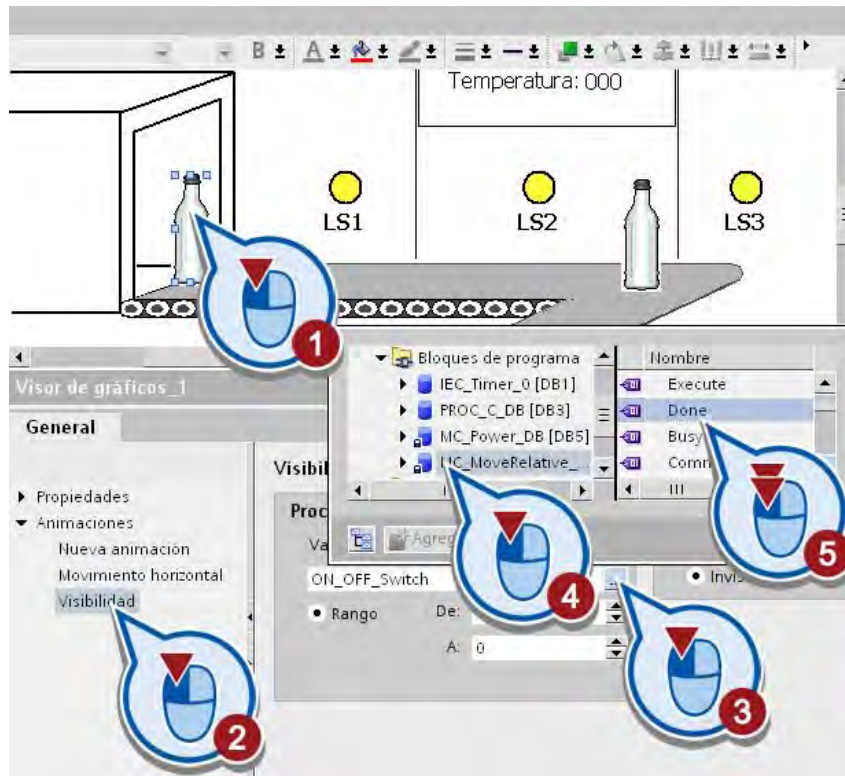 B A
Temperatura: 000
LS1 LS2 LS3
1
Bloques de programa
IEC_Timer_0 [DB1]
PROC_C_DB [DB3]
MC_Power_DB [DB5]
MC_MoveRelative_...
Nombre
Execute
Done
Busy
Comm
Visor de gráficos_1
General
Propiedades
Animaciones
Nueva animación
Movimiento horizontal
Visibilidad
2
Visibil
Proc
Va
Agreg
ON_OFF_Switch
...
Rango De:
A: 0
Invis
4
3
5